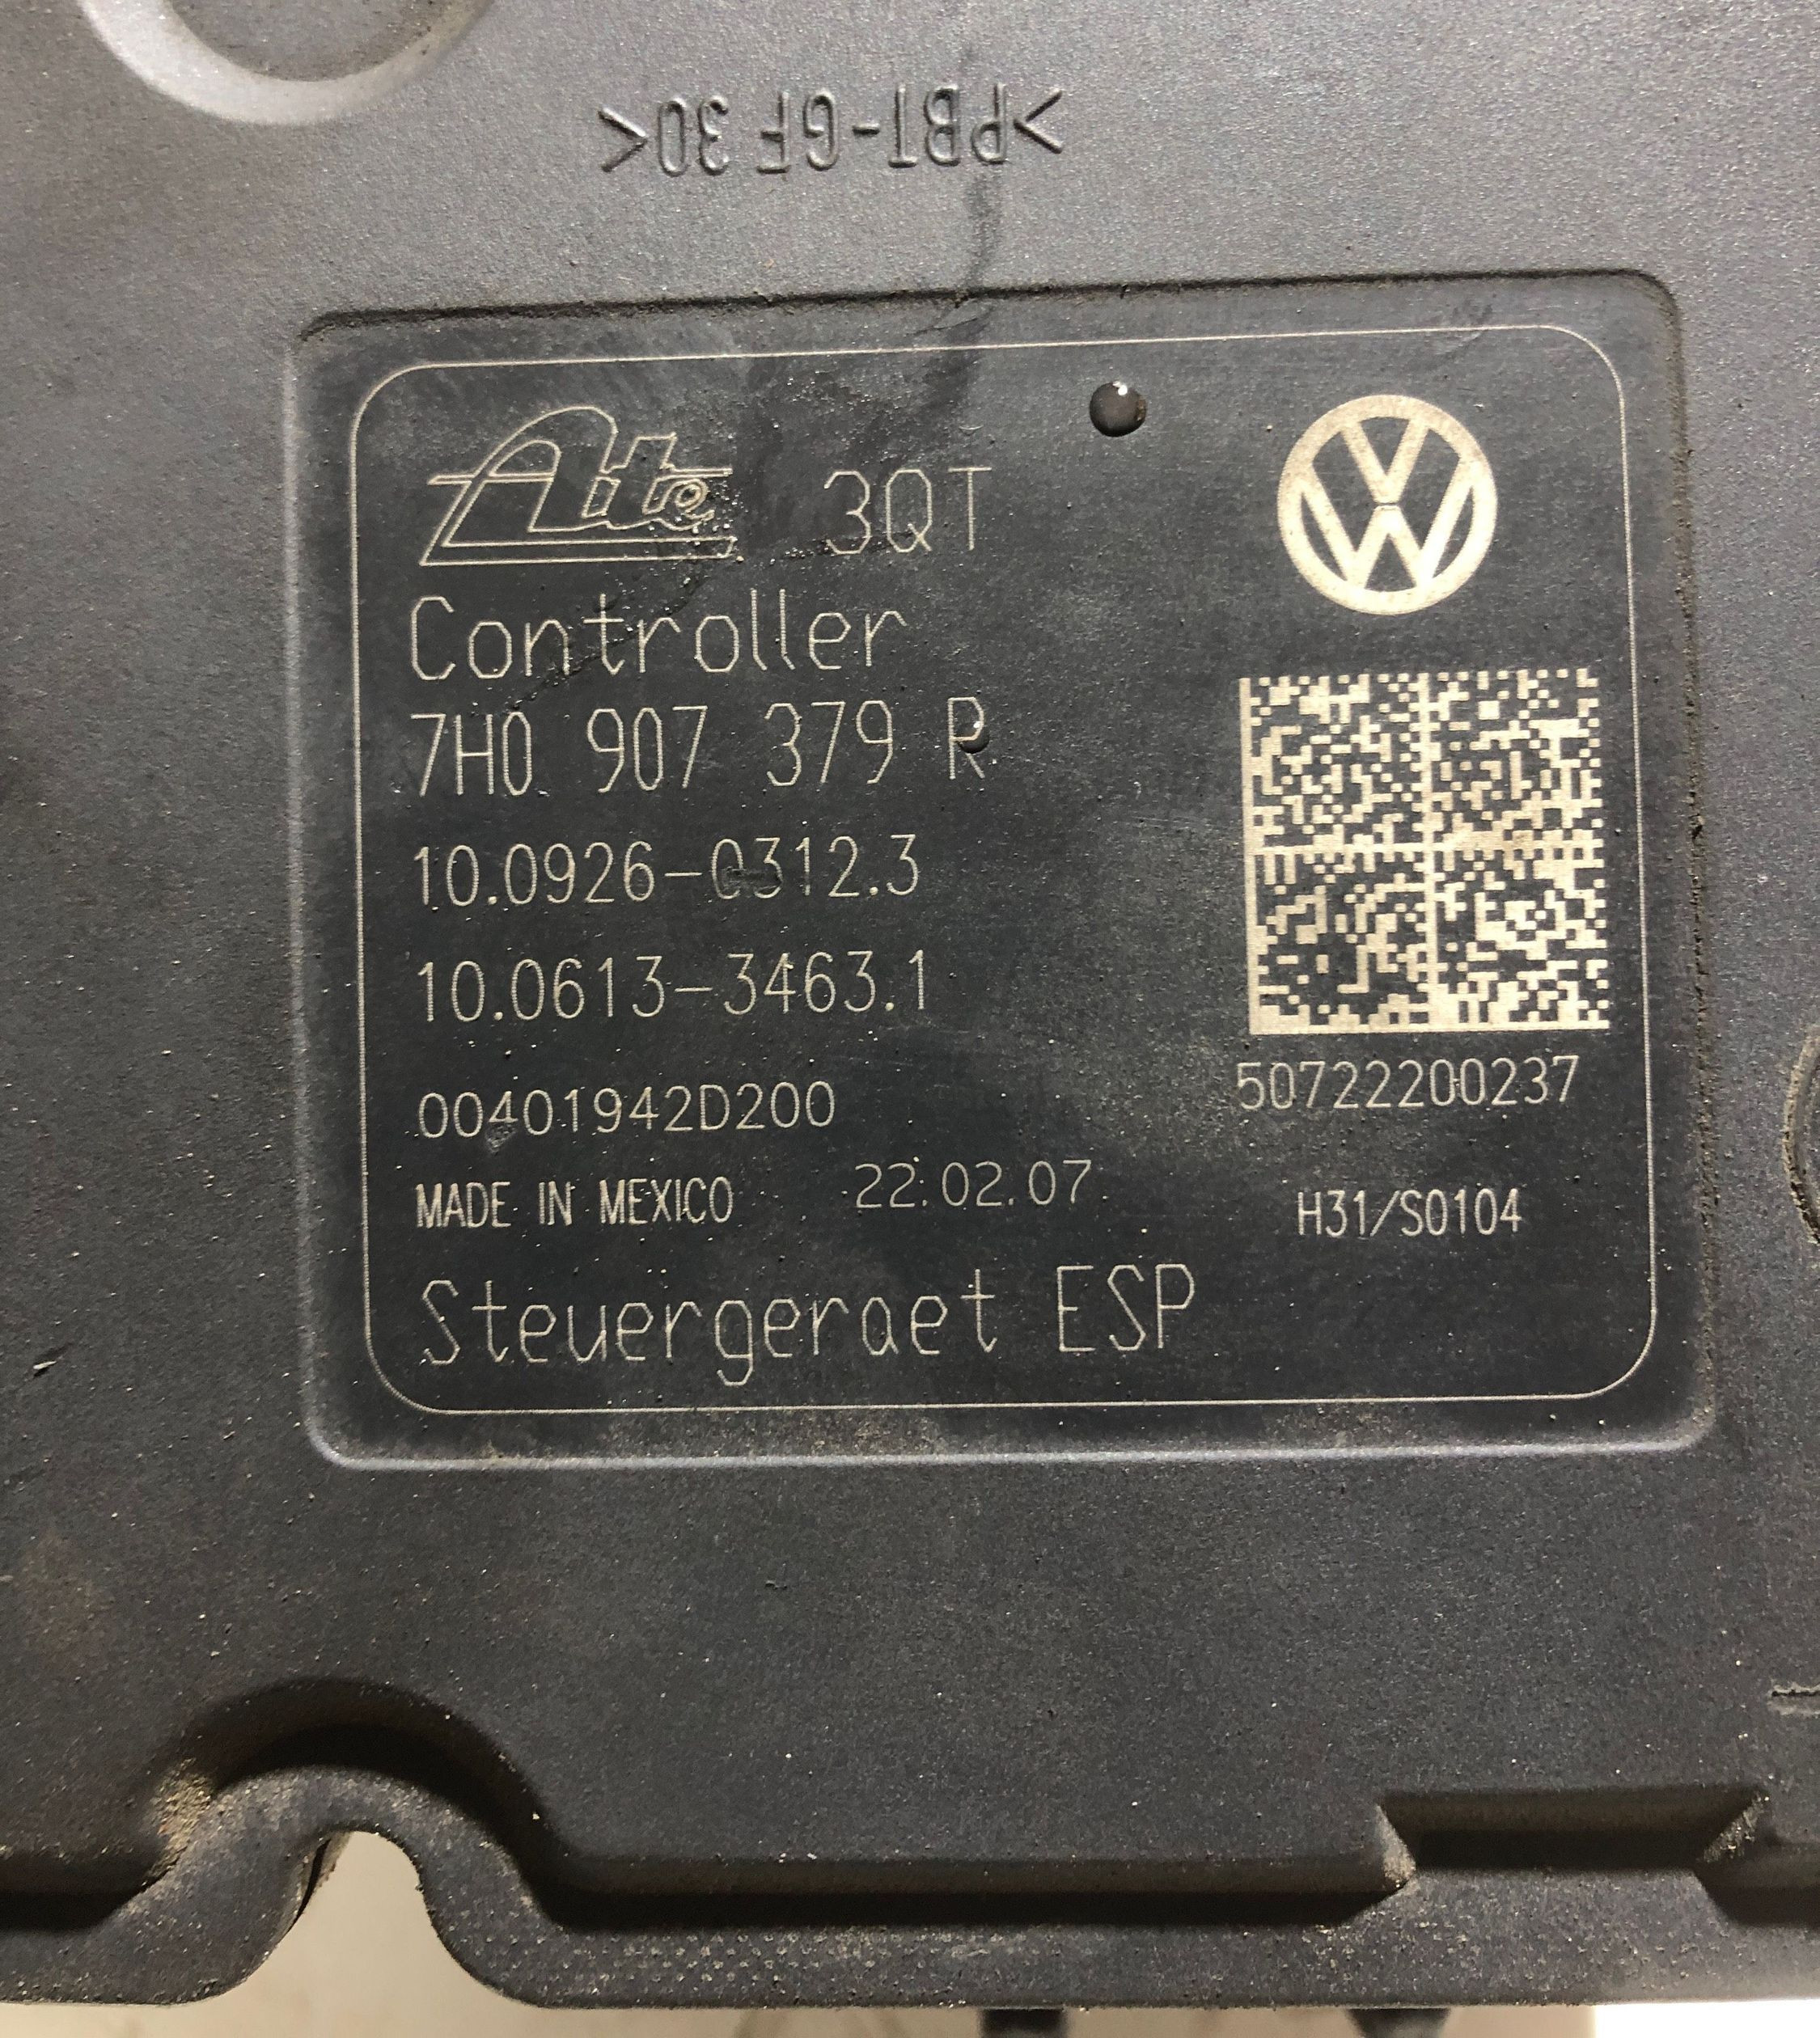 >PBT-GF 30<
Ate 3QT
Controller
7H0 907 379 R
10.0926-0312.3
10.0613-3463.1
00401942D200
50722200237
MADE IN MEXICO 22.02.07 H31/S0104
Steuergeraet ESP